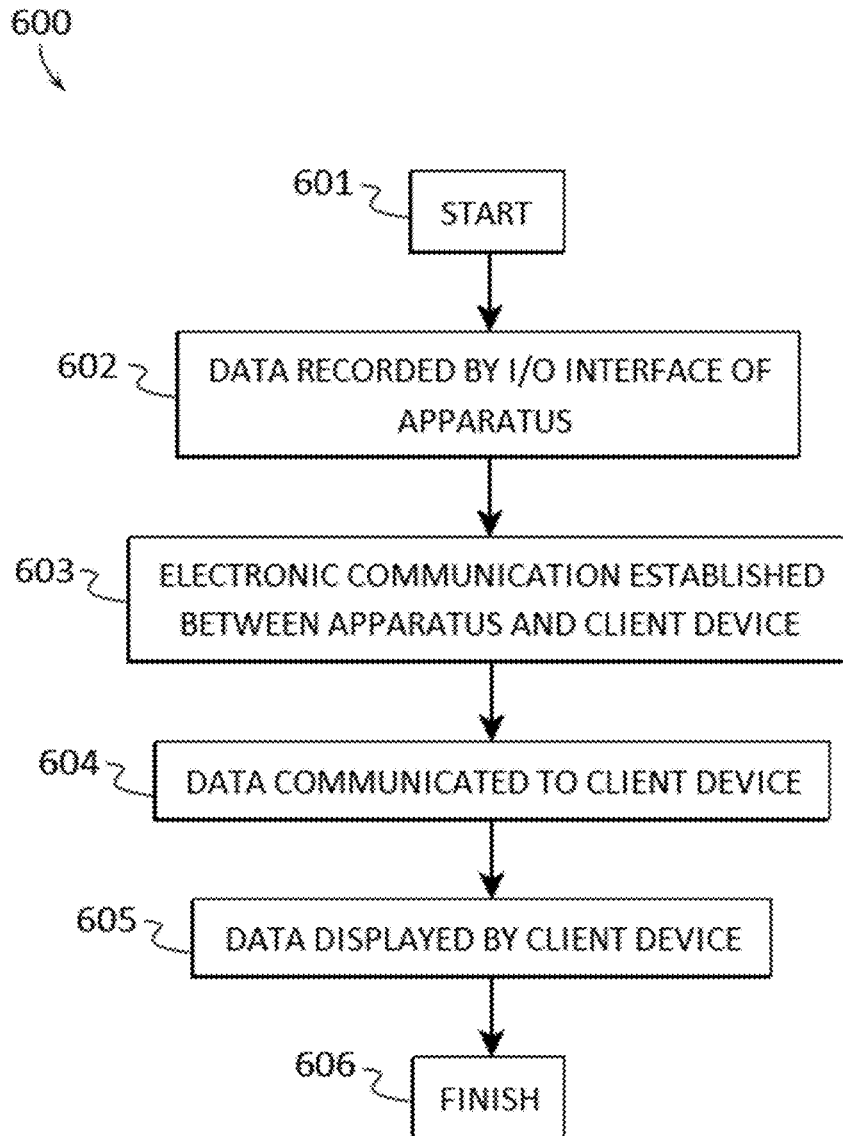 600
601
START
602
DATA RECORDED BY I/O INTERFACE OF
APPARATUS
603
ELECTRONIC COMMUNICATION ESTABLISHED
BETWEEN APPARATUS AND CLIENT DEVICE
604
DATA COMMUNICATED TO CLIENT DEVICE
605
DATA DISPLAYED BY CLIENT DEVICE
606
FINISH